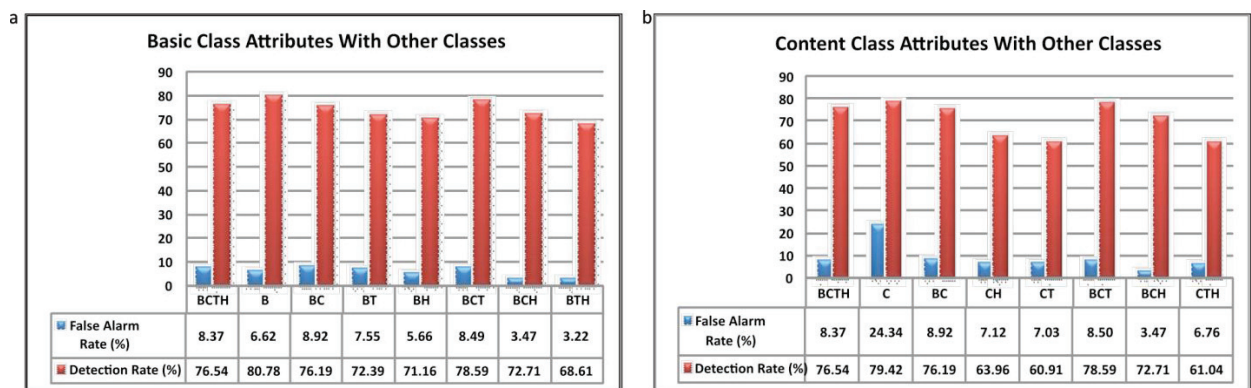 a
Basic Class Attributes With Other Classes
90
80
70
60
50
40
30
20
10
0
BCTH B BC BT BH BCT BCH BTH
False Alarm Rate (%) 8.37 6.62 8.92 7.55 5.66 8.49 3.47 3.22
Detection Rate (%) 76.54 80.78 76.19 72.39 71.16 78.59 72.71 68.61
b
Content Class Attributes With Other Classes
90
80
70
60
50
40
30
20
10
0
BCTH C BC CH CT BCT BCH CTH
False Alarm Rate (%) 8.37 24.34 8.92 7.12 7.03 8.50 3.47 6.76
Detection Rate (%) 76.54 79.42 76.19 63.96 60.91 78.59 72.71 61.04